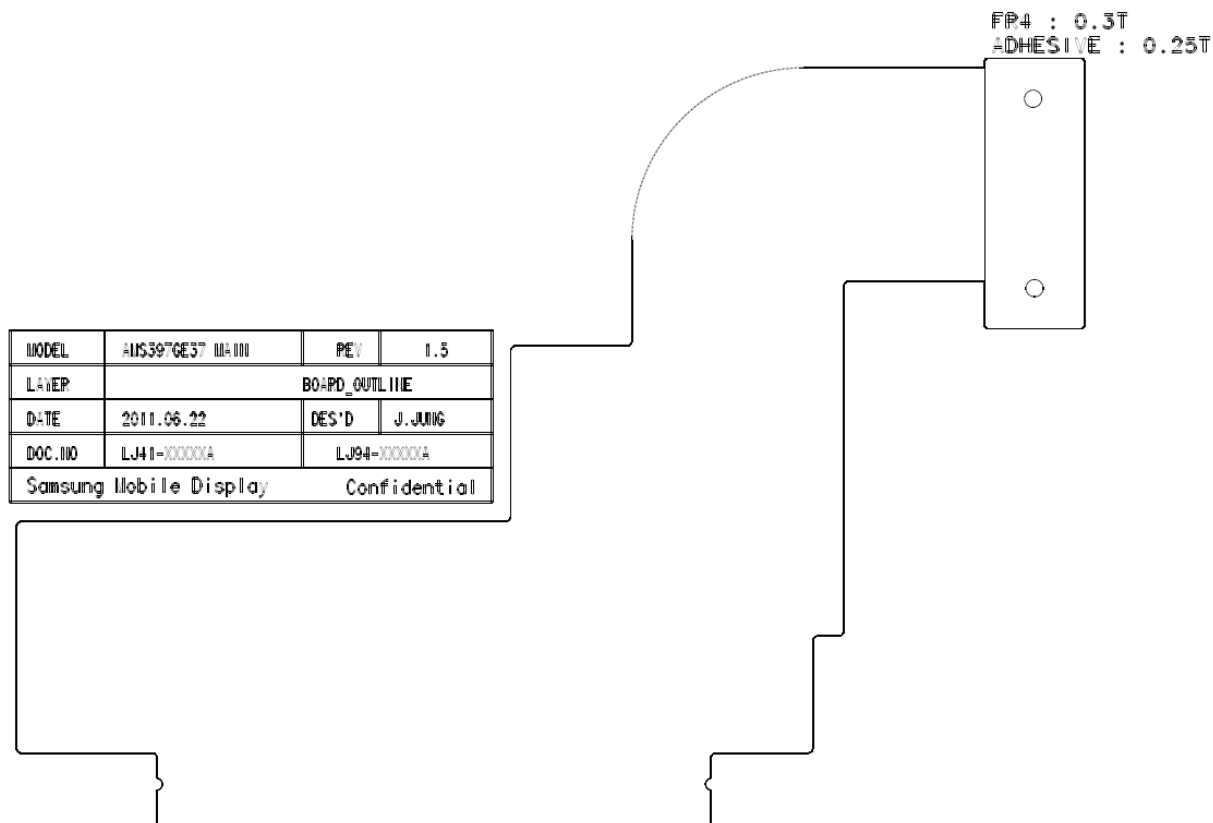 FR4 : 0.3T
ADHESIVE : 0.25T
MODEL AMS397GE37 MAIN REV 1.5
LAYER BOARD_OUTLINE
DATE 2011.06.22 DES'D J.JUNG
DOC.NO LJ41-XXXXXA LJ94-XXXXXA
Samsung Mobile Display Confidential